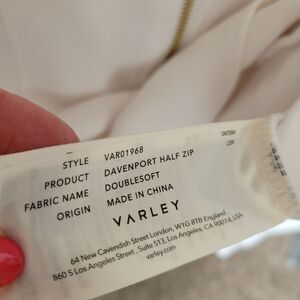 STYLE VAR01968
PRODUCT DAVENPORT HALF ZIP
FABRIC NAME DOUBLESOFT
ORIGIN MADE IN CHINA
VARLEY
64 New Cavendish Street London, W1G 8TB England
860 S Los Angeles Street, Suite 513, Los Angeles, CA 90014, USA
varley.com